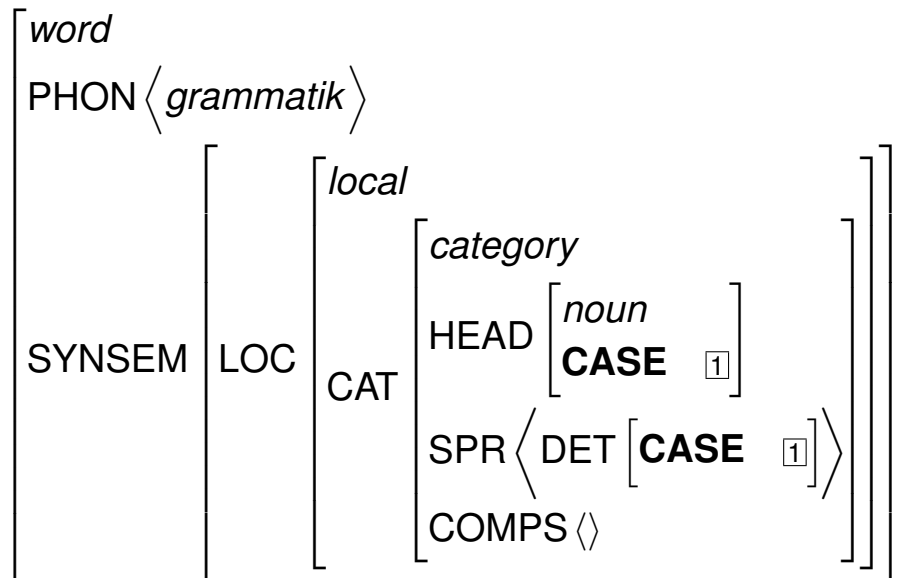 word
PHON⟨grammatik⟩
local
category
HEAD [noun
CASE 1]
SYNSEM LOC CAT
SPR⟨DET [CASE 1]⟩
COMPS⟨⟩